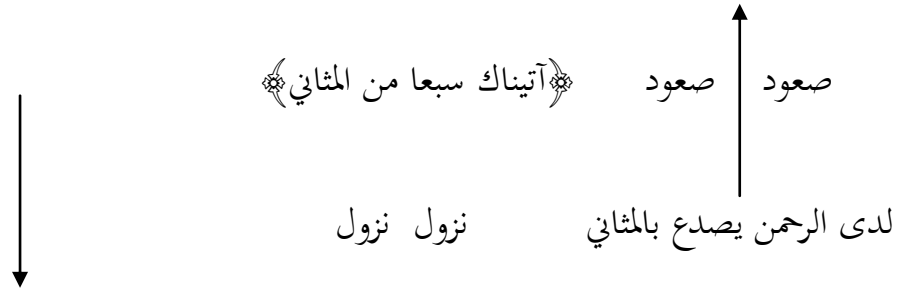 صعود صعود ﴿آتيناك سبعا من المثاني﴾
لدى الرحمن يصدع بالمثاني نزول نزول